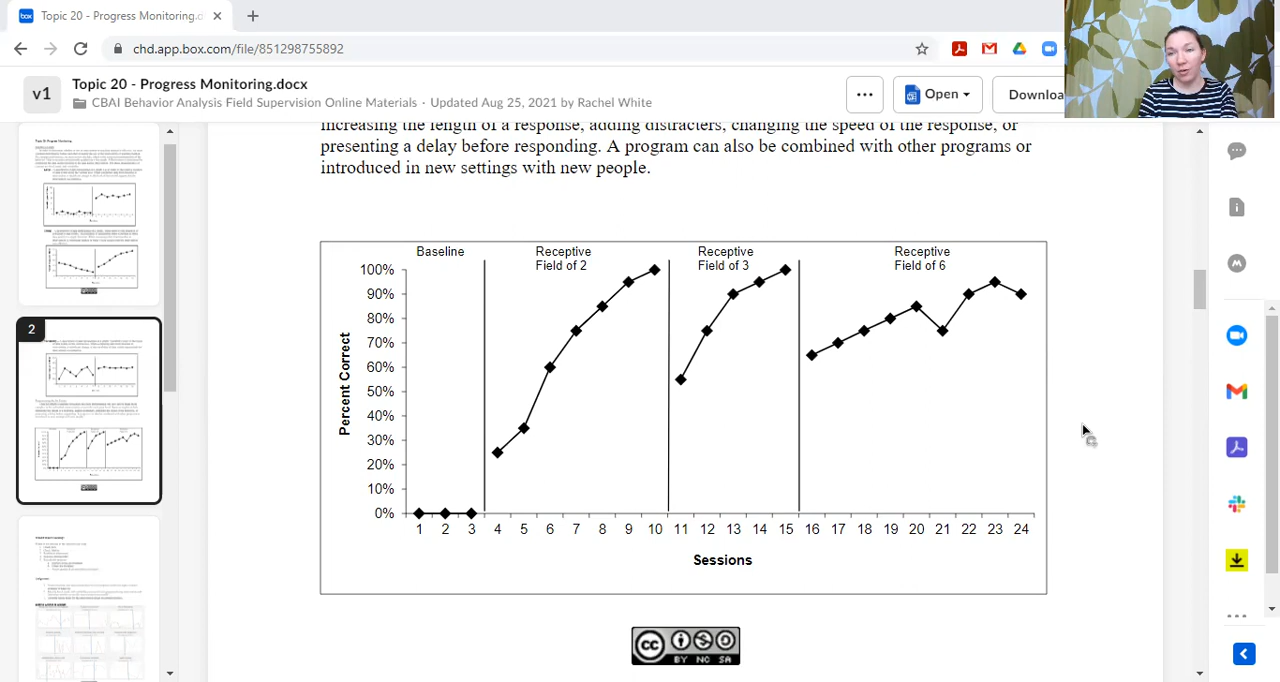 box Topic 20 - Progress Monitoring.d
chd.app.box.com/file/851298755892
v1
Topic 20 - Progress Monitoring.docx
CBAI Behavior Analysis Field Supervision Online Materials · Updated Aug 25, 2021 by Rachel White
Open
Downloa
increasing the length of a response, adding distracters, changing the speed of the response, or
presenting a delay before responding. A program can also be combined with other programs or
introduced in new settings with new people.
2
Baseline
Receptive
Field of 2
Receptive
Field of 3
Receptive
Field of 6
Percent Correct
100%
90%
80%
70%
60%
50%
40%
30%
20%
10%
0%
1 2 3 4 5 6 7 8 9 10 11 12 13 14 15 16 17 18 19 20 21 22 23 24
Sessions
cc
BY NC SA